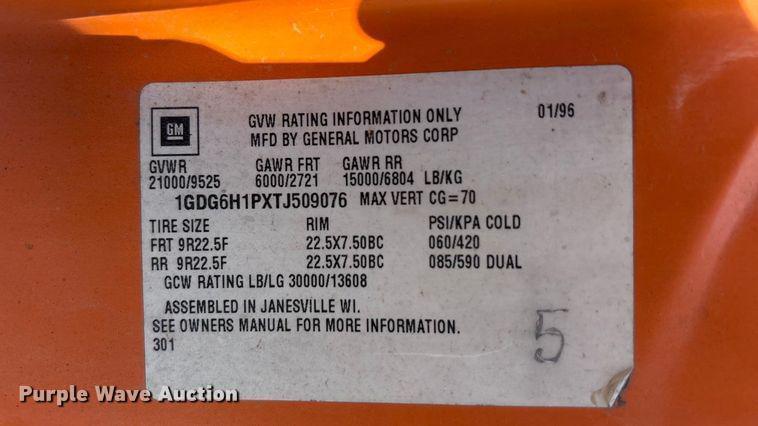 GM
GVW RATING INFORMATION ONLY 01/96
MFD BY GENERAL MOTORS CORP
GVWR GAWR FRT GAWR RR
21000/9525 6000/2721 15000/6804 LB/KG
1GDG6H1PXTJ509076 MAX VERT CG=70
TIRE SIZE RIM PSI/KPA COLD
FRT 9R22.5F 22.5X7.50BC 060/420
RR 9R22.5F 22.5X7.50BC 085/590 DUAL
GCW RATING LB/LG 30000/13608
ASSEMBLED IN JANESVILLE WI.
SEE OWNERS MANUAL FOR MORE INFORMATION.
301
5
Purple Wave Auction